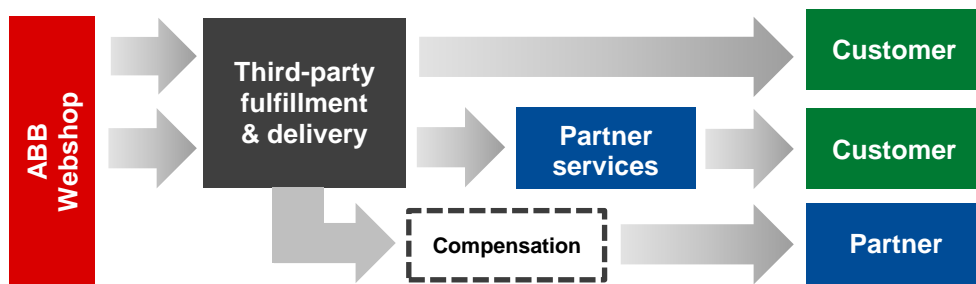 ABB
Webshop
Third-party
fulfillment
& delivery
Customer
Partner
services
Customer
Compensation
Partner